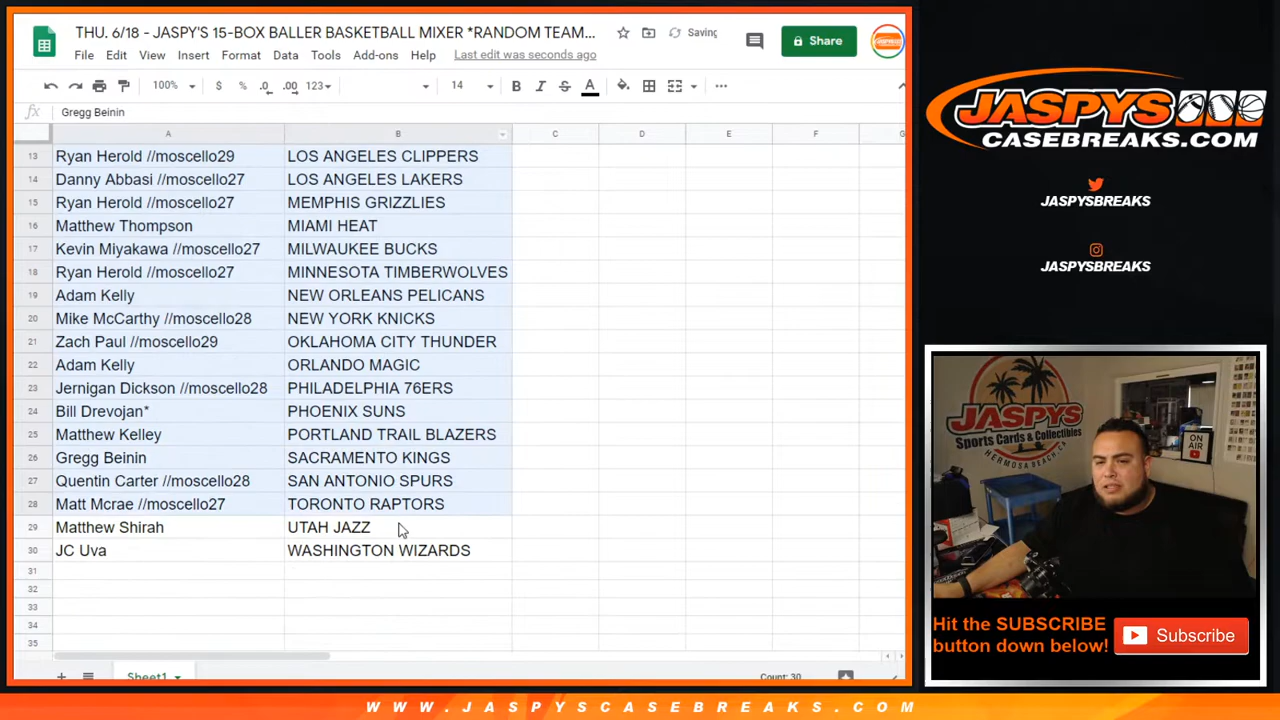 THU. 6/18 - JASPY'S 15-BOX BALLER BASKETBALL MIXER *RANDOM TEAM...
Saving
Share
File Edit View Insert Format Data Tools Add-ons Help Last edit was seconds ago
100% $ % .0 .00 123 14 B I S A
fx Gregg Beinin
A B C D E F G
13 Ryan Herold //moscello29 LOS ANGELES CLIPPERS
14 Danny Abbasi //moscello27 LOS ANGELES LAKERS
15 Ryan Herold //moscello27 MEMPHIS GRIZZLIES
16 Matthew Thompson MIAMI HEAT
17 Kevin Miyakawa //moscello27 MILWAUKEE BUCKS
18 Ryan Herold //moscello27 MINNESOTA TIMBERWOLVES
19 Adam Kelly NEW ORLEANS PELICANS
20 Mike McCarthy //moscello28 NEW YORK KNICKS
21 Zach Paul //moscello29 OKLAHOMA CITY THUNDER
22 Adam Kelly ORLANDO MAGIC
23 Jernigan Dickson //moscello28 PHILADELPHIA 76ERS
24 Bill Drevojan* PHOENIX SUNS
25 Matthew Kelley PORTLAND TRAIL BLAZERS
26 Gregg Beinin SACRAMENTO KINGS
27 Quentin Carter //moscello28 SAN ANTONIO SPURS
28 Matt Mcrae //moscello27 TORONTO RAPTORS
29 Matthew Shirah UTAH JAZZ
30 JC Uva WASHINGTON WIZARDS
31
32
33
34
35
Sheet1 Count: 30
JASPYS
CASEBREAKS.COM
JASPYSBREAKS
JASPYSBREAKS
JASPYS
Sports Cards & Collectibles
HERMOSA BEACH, CA
ON AIR
Hit the SUBSCRIBE
button down below!
Subscribe
WWW.JASPYSCASEBREAKS.COM